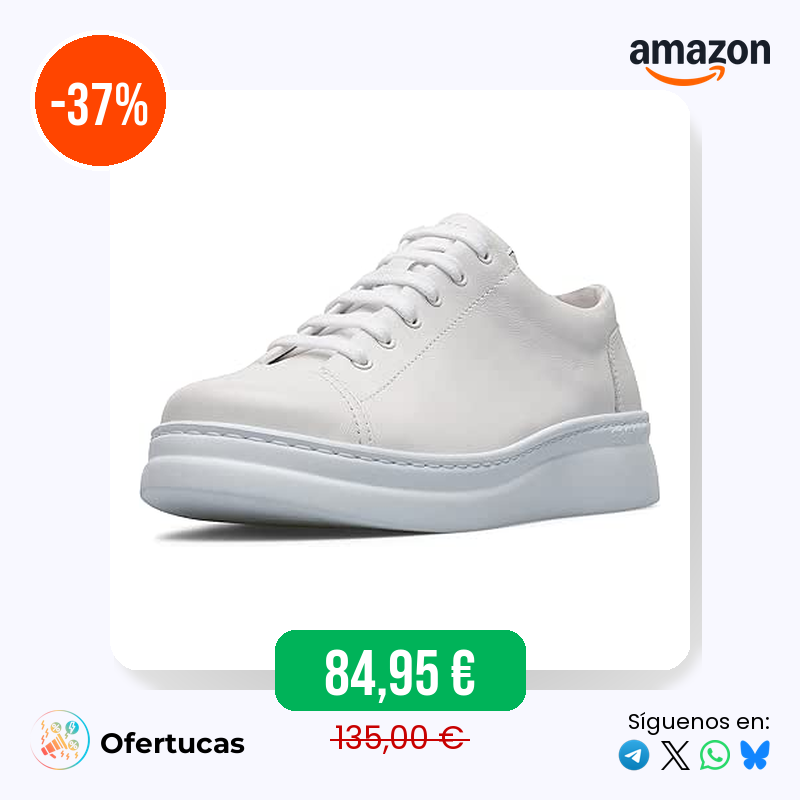 -37%
amazon
84,95 €
135,00 €
Ofertucas
Síguenos en: